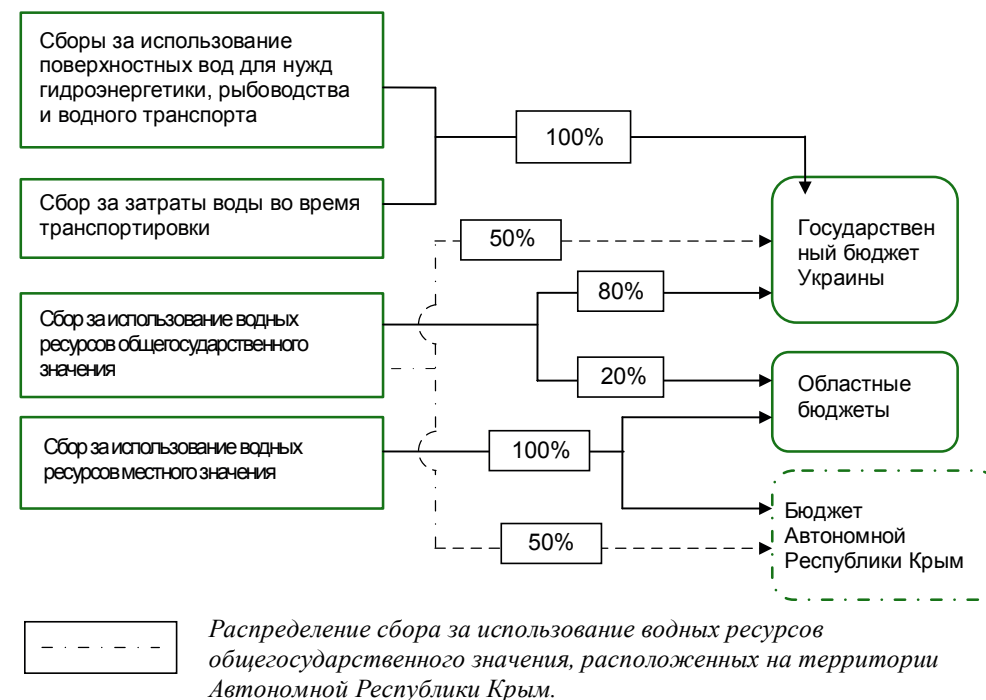 Сборы за использование
поверхностных вод для нужд
гидроэнергетики, рыбоводства
и водного транспорта
100%
Сбор за затраты воды во время
транспортировки
50%
Государствен
ный бюджет
Украины
80%
Сбор за использование водных
ресурсов общегосударственного
значения
20%
Областные
бюджеты
Сбор за использование водных
ресурсов местного значения
100%
Бюджет
Автономной
Республики Крым
50%
Распределение сбора за использование водных ресурсов
общегосударственного значения, расположенных на территории
Автономной Республики Крым.